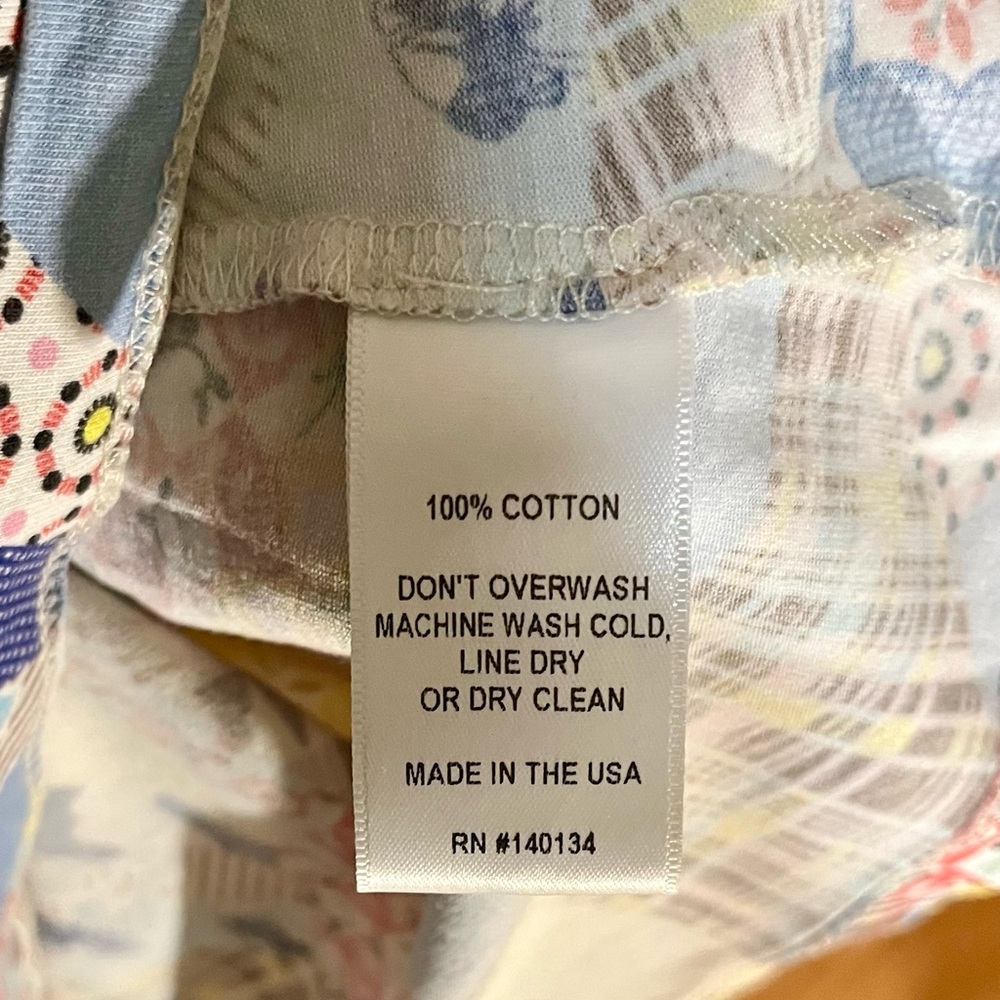 100% COTTON
DON'T OVERWASH
MACHINE WASH COLD,
LINE DRY
OR DRY CLEAN
MADE IN THE USA
RN #140134